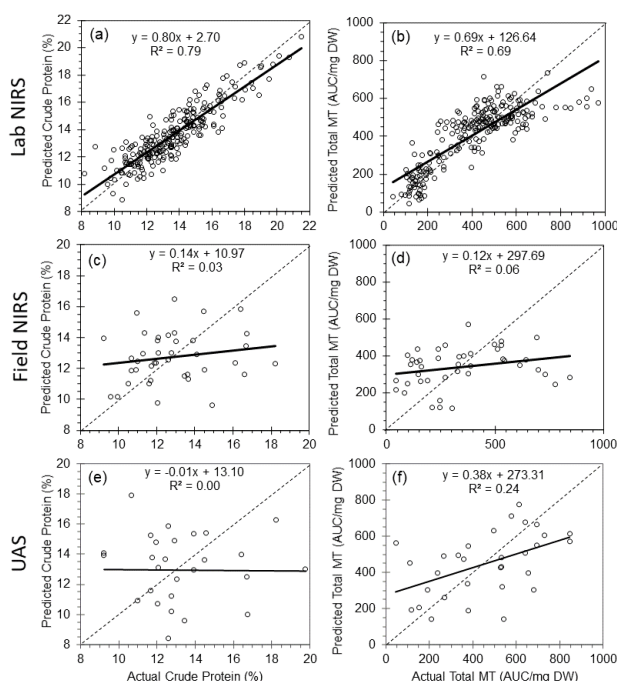 Lab NIRS
(a)
y = 0.80x + 2.70
R² = 0.79
Predicted Crude Protein (%)
22
20
18
16
14
12
10
8
8 10 12 14 16 18 20 22
(b)
y = 0.69x + 126.64
R² = 0.69
Predicted Total MT (AUC/mg DW)
1000
800
600
400
200
0
0 200 400 600 800 1000
Field NIRS
(c)
y = 0.14x + 10.97
R² = 0.03
Predicted Crude Protein (%)
20
18
16
14
12
10
8
8 10 12 14 16 18 20
(d)
y = 0.12x + 297.69
R² = 0.06
Predicted Total MT (AUC/mg DW)
1000
800
600
400
200
0
0 500 1000
UAS
(e)
y = -0.01x + 13.10
R² = 0.00
Predicted Crude Protein (%)
20
18
16
14
12
10
8
8 10 12 14 16 18 20
Actual Crude Protein (%)
(f)
y = 0.38x + 273.31
R² = 0.24
Predicted Total MT (AUC/mg DW)
1000
800
600
400
200
0
0 200 400 600 800 1000
Actual Total MT (AUC/mg DW)